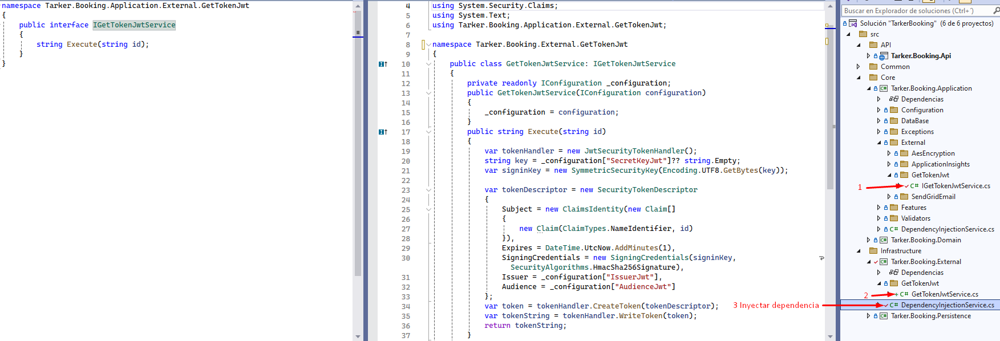 namespace Tarker.Booking.Application.External.GetTokenJwt
{
public interface IGetTokenJwtService
{
string Execute(string id);
}
}
4 using System.Security.Claims;
5 using System.Text;
6 using Tarker.Booking.Application.External.GetTokenJwt;
7
8 namespace Tarker.Booking.External.GetTokenJwt
9 {
10 public class GetTokenJwtService: IGetTokenJwtService
11 {
12 private readonly IConfiguration _configuration;
13 public GetTokenJwtService(IConfiguration configuration)
14 {
15 _configuration = configuration;
16 }
17 public string Execute(string id)
18 {
19 var tokenHandler = new JwtSecurityTokenHandler();
20 string key = _configuration["SecretKeyJwt"]?? string.Empty;
21 var signinKey = new SymmetricSecurityKey(Encoding.UTF8.GetBytes(key));
22
23 var tokenDescriptor = new SecurityTokenDescriptor
24 {
25 Subject = new ClaimsIdentity(new Claim[]
26 {
27 new Claim(ClaimTypes.NameIdentifier, id)
28 }),
29 Expires = DateTime.UtcNow.AddMinutes(1),
30 SigningCredentials = new SigningCredentials(signinKey,
SecurityAlgorithms.HmacSha256Signature),
31 Issuer = _configuration["IssuerJwt"],
32 Audience = _configuration["AudienceJwt"]
33 };
34 var token = tokenHandler.CreateToken(tokenDescriptor);
35 var tokenString = tokenHandler.WriteToken(token);
36 return tokenString;
37 }
Buscar en Explorador de soluciones (Ctrl+´)
Solución "TarkerBooking" (6 de 6 proyectos)
src
API
Tarker.Booking.Api
Common
Core
Tarker.Booking.Application
Dependencias
Configuration
DataBase
Exceptions
External
AesEncryption
ApplicationInsights
GetTokenJwt
1 C# IGetTokenJwtService.cs
SendGridEmail
Features
Validators
C# DependencyInjectionService.cs
Tarker.Booking.Domain
Infrastructure
Tarker.Booking.External
Dependencias
GetTokenJwt
2 C# GetTokenJwtService.cs
3 Inyectar dependencia C# DependencyInjectionService.cs
Tarker.Booking.Persistence